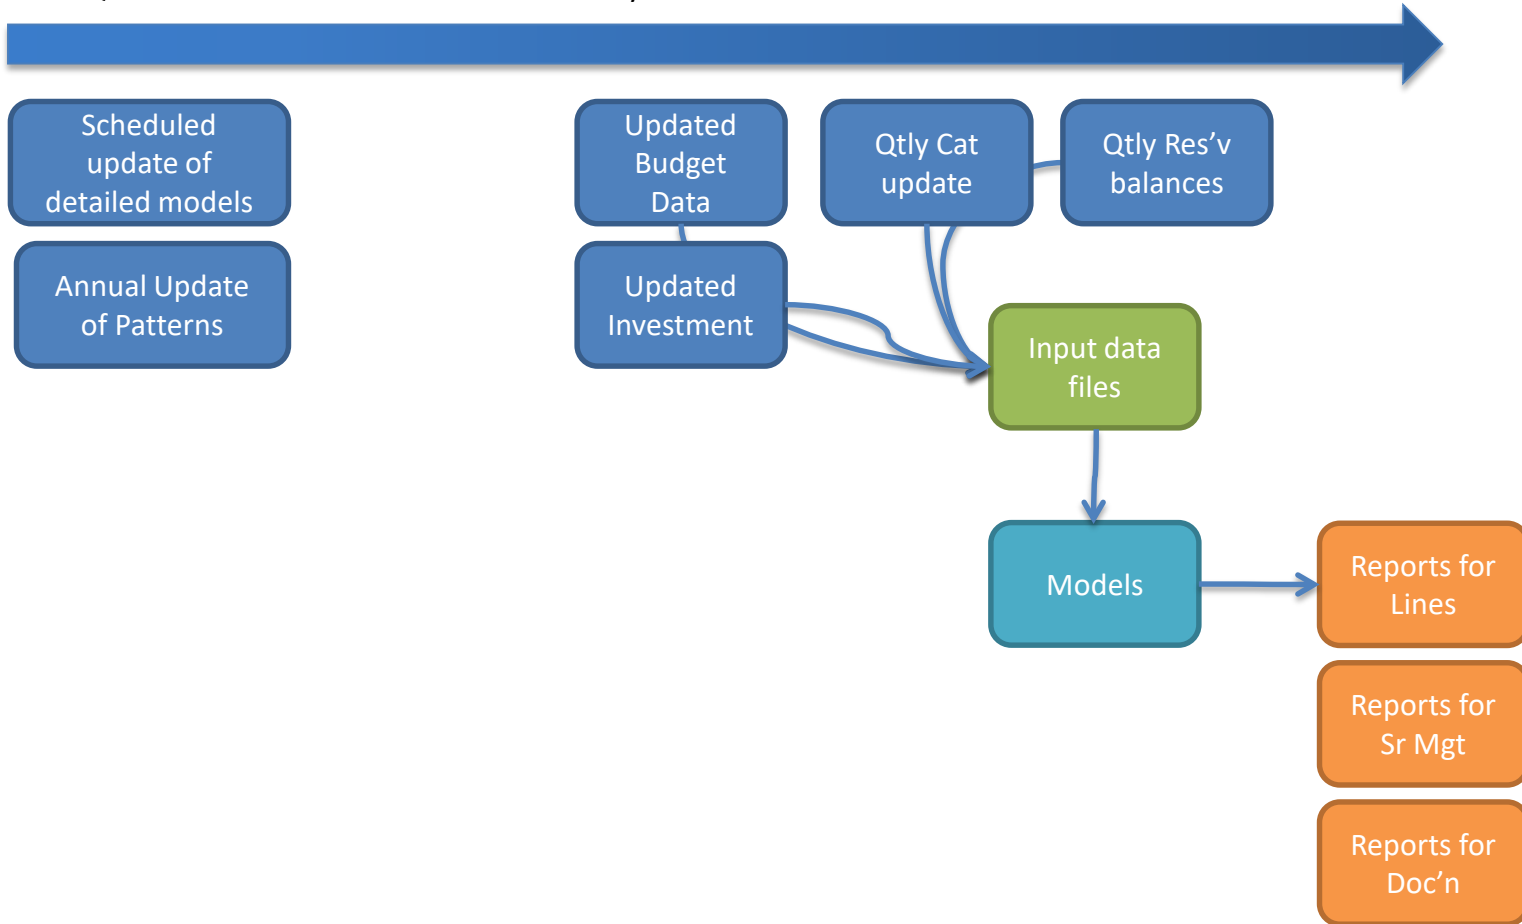 Scheduled
update of
detailed models
Updated
Budget
Data
Qtly Cat
update
Qtly Res’v
balances
Annual Update
of Patterns
Updated
Investment
Input data
files
Models
Reports for
Lines
Reports for
Sr Mgt
Reports for
Doc’n